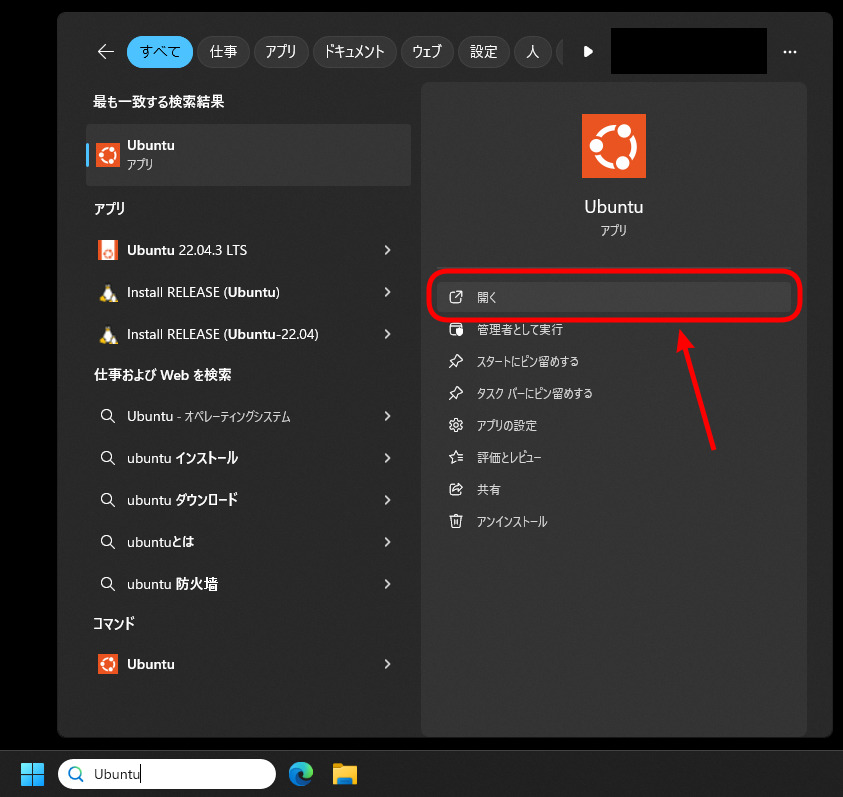 すべて 仕事 アプリ ドキュメント ウェブ 設定 人
最も一致する検索結果
Ubuntu
アプリ
アプリ
Ubuntu 22.04.3 LTS
Install RELEASE (Ubuntu)
Install RELEASE (Ubuntu-22.04)
仕事および Web を検索
Ubuntu - オペレーティングシステム
ubuntu インストール
ubuntu ダウンロード
ubuntuとは
ubuntu 防火墙
コマンド
Ubuntu
Ubuntu
アプリ
開く
管理者として実行
スタートにピン留めする
タスク バーにピン留めする
アプリの設定
評価とレビュー
共有
アンインストール
Ubuntu